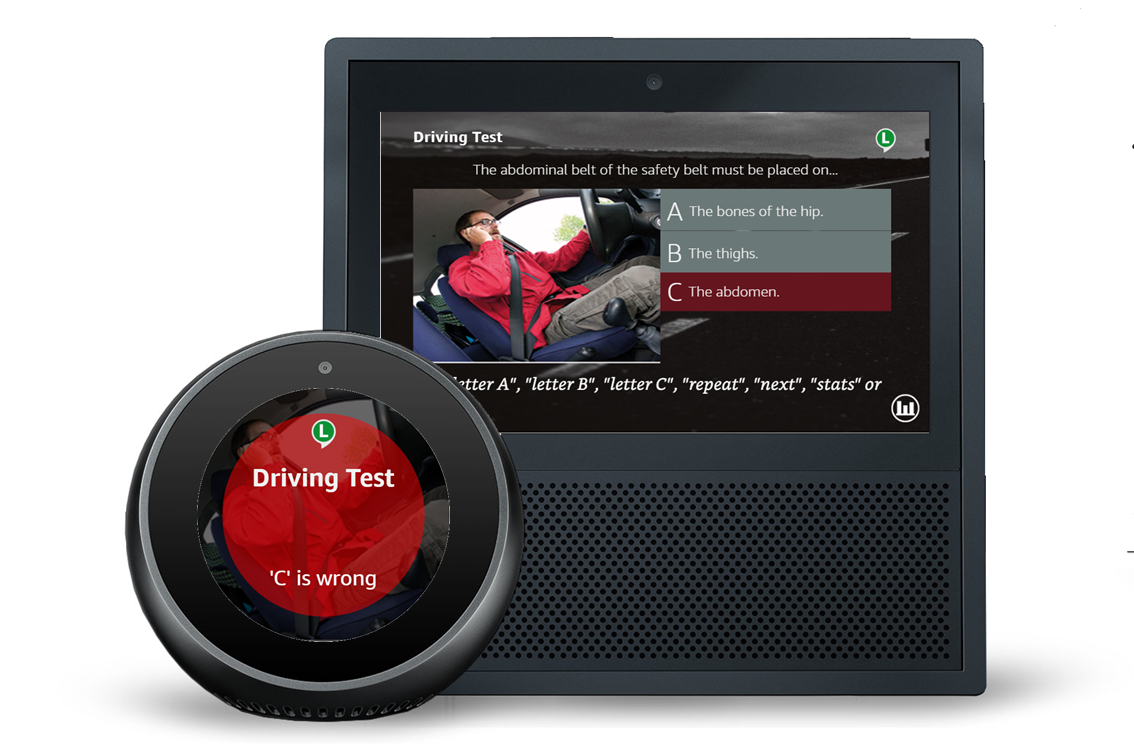 Driving Test
L
The abdominal belt of the safety belt must be placed on...
A The bones of the hip.
B The thighs.
C The abdomen.
letter A", "letter B", "letter C", "repeat", "next", "stats" or
L
Driving Test
'C' is wrong